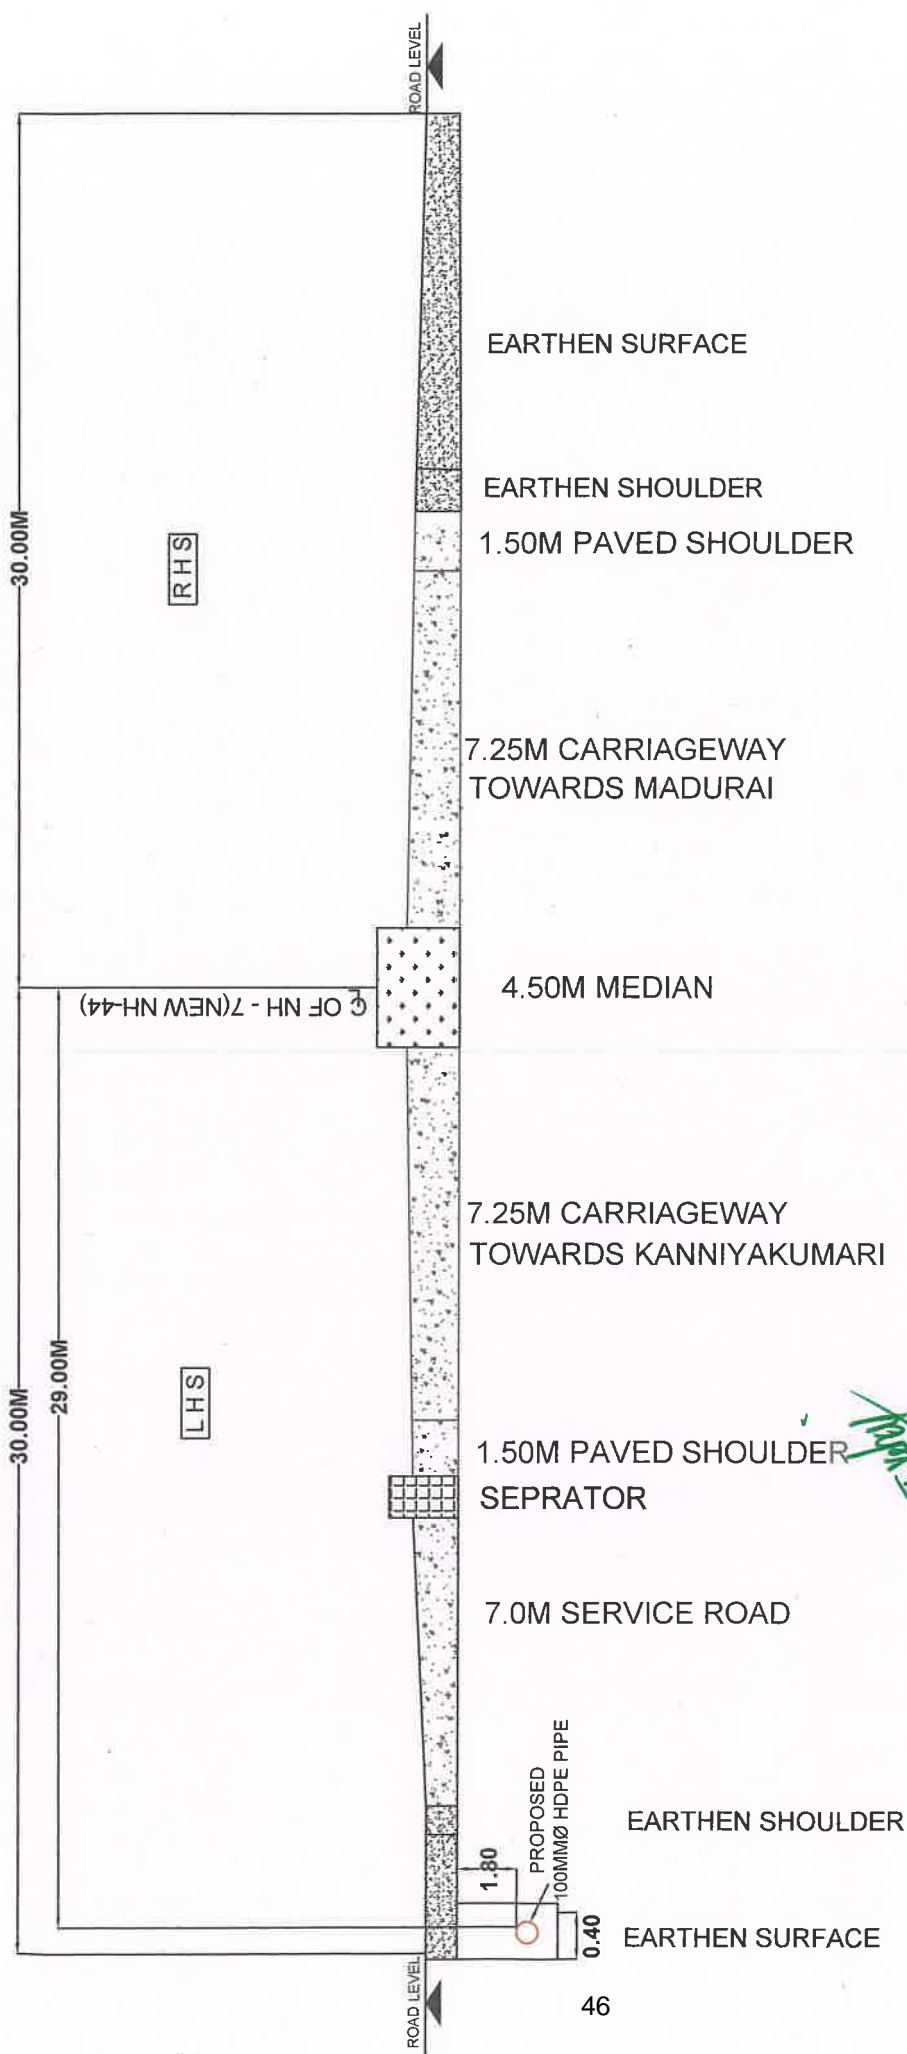 ROAD LEVEL
30.00M
RHS
EARTHEN SURFACE
EARTHEN SHOULDER
1.50M PAVED SHOULDER
7.25M CARRIAGEWAY
TOWARDS MADURAI
℄ OF NH - 7(NEW NH-44)
4.50M MEDIAN
7.25M CARRIAGEWAY
TOWARDS KANNIYAKUMARI
30.00M
29.00M
LHS
1.50M PAVED SHOULDER
SEPRATOR
7.0M SERVICE ROAD
PROPOSED
100MMØ HDPE PIPE
EARTHEN SHOULDER
1.80
0.40
EARTHEN SURFACE
ROAD LEVEL
46